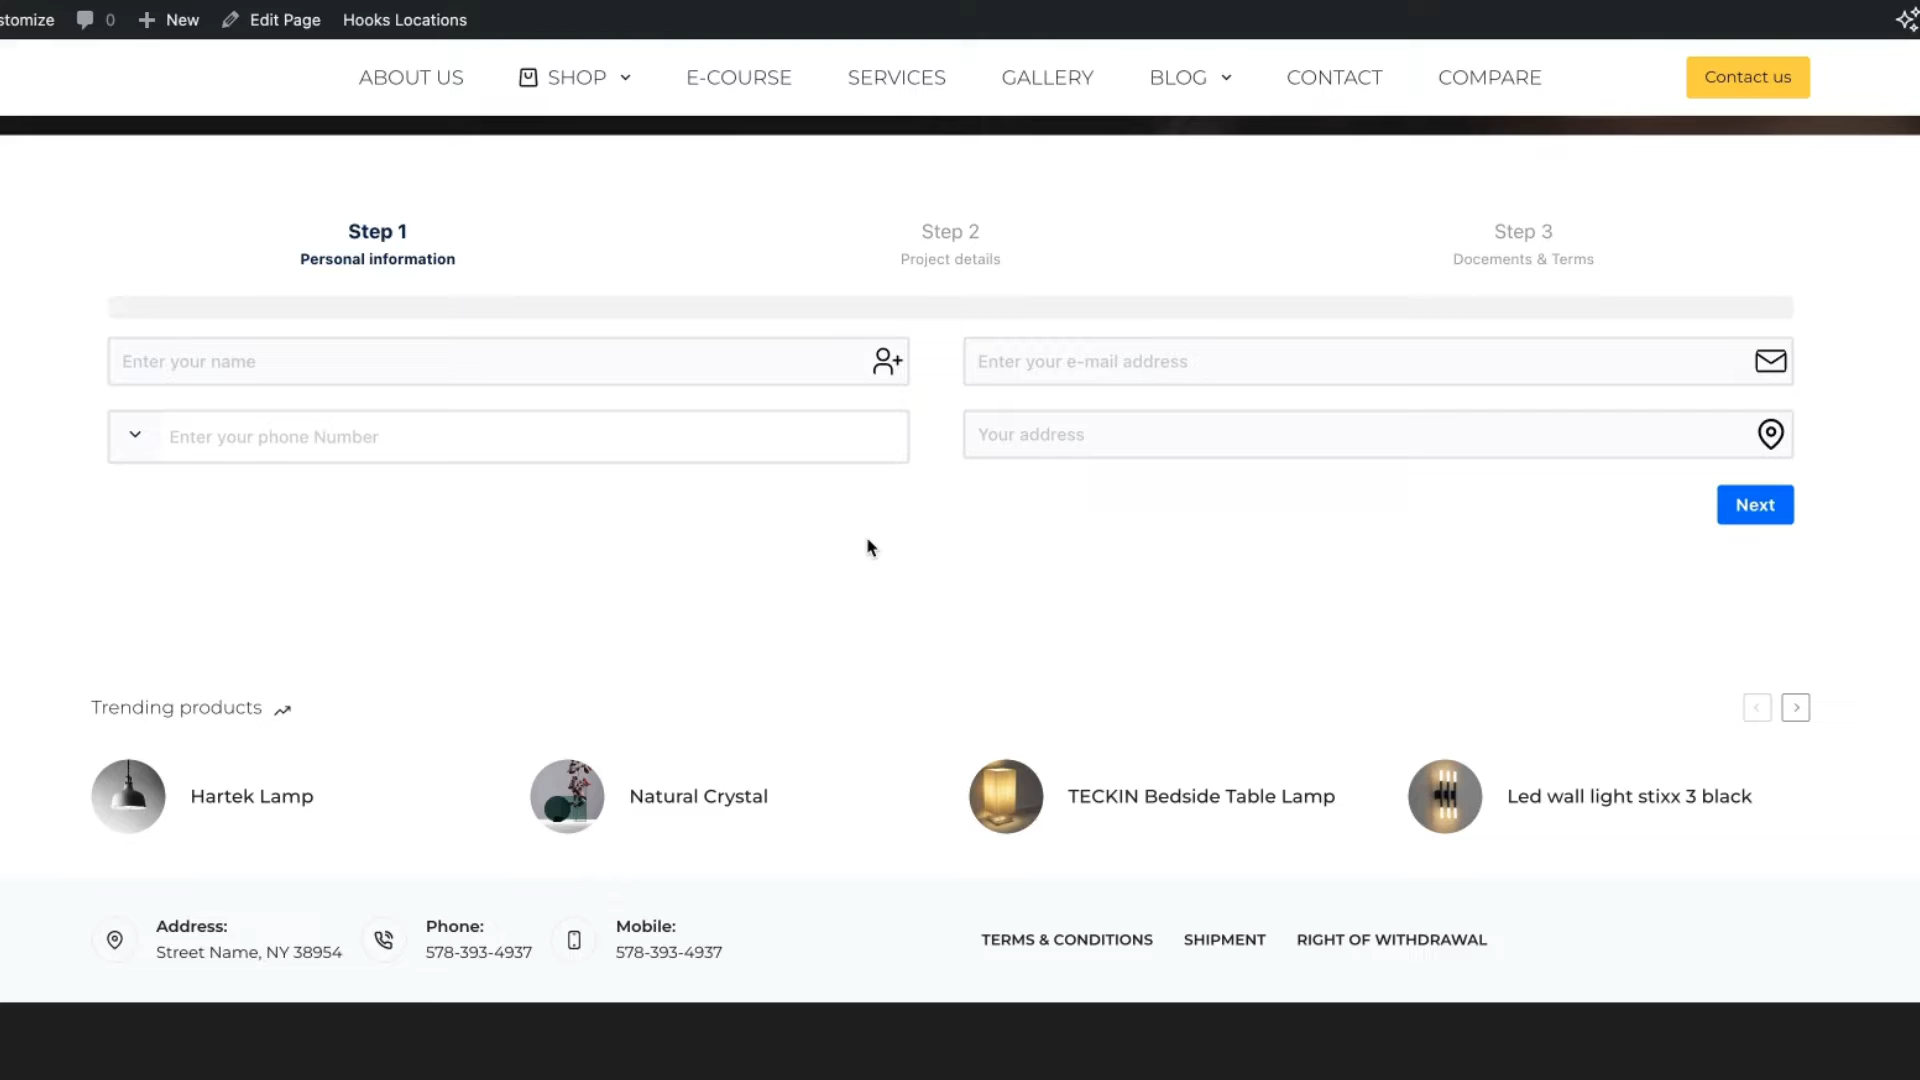 stomize 0 New Edit Page Hooks Locations
ABOUT US SHOP E-COURSE SERVICES GALLERY BLOG CONTACT COMPARE Contact us
Step 1 Step 2 Step 3
Personal information Project details Docements & Terms
Enter your name Enter your e-mail address
Enter your phone Number Your address
Next
Trending products
Hartek Lamp Natural Crystal TECKIN Bedside Table Lamp Led wall light stixx 3 black
Address: Phone: Mobile:
Street Name, NY 38954 578-393-4937 578-393-4937
TERMS & CONDITIONS SHIPMENT RIGHT OF WITHDRAWAL